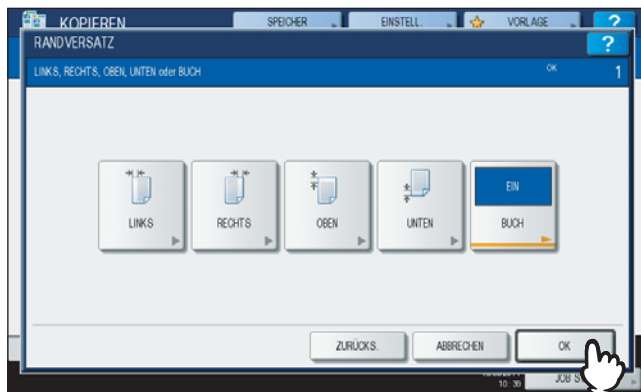 KOPIEREN SPEICHER EINSTELL. VORLAGE ?
RANDVERSATZ ?
LINKS, RECHTS, OBEN, UNTEN oder BUCH OK 1
EIN
LINKS RECHTS OBEN UNTEN BUCH
ZURÜCKS. ABBRECHEN OK
10:39 JOB S